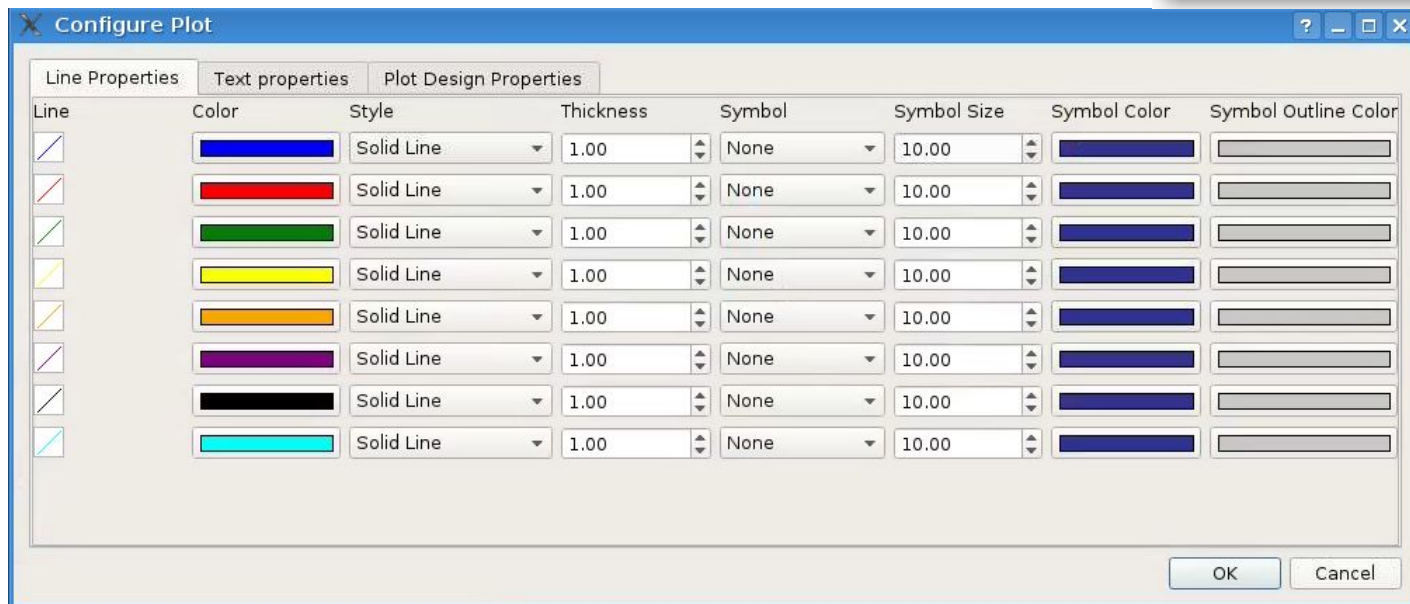 Configure Plot
Line Properties Text properties Plot Design Properties
Line Color Style Thickness Symbol Symbol Size Symbol Color Symbol Outline Color
Solid Line 1.00 None 10.00
Solid Line 1.00 None 10.00
Solid Line 1.00 None 10.00
Solid Line 1.00 None 10.00
Solid Line 1.00 None 10.00
Solid Line 1.00 None 10.00
Solid Line 1.00 None 10.00
Solid Line 1.00 None 10.00
OK Cancel